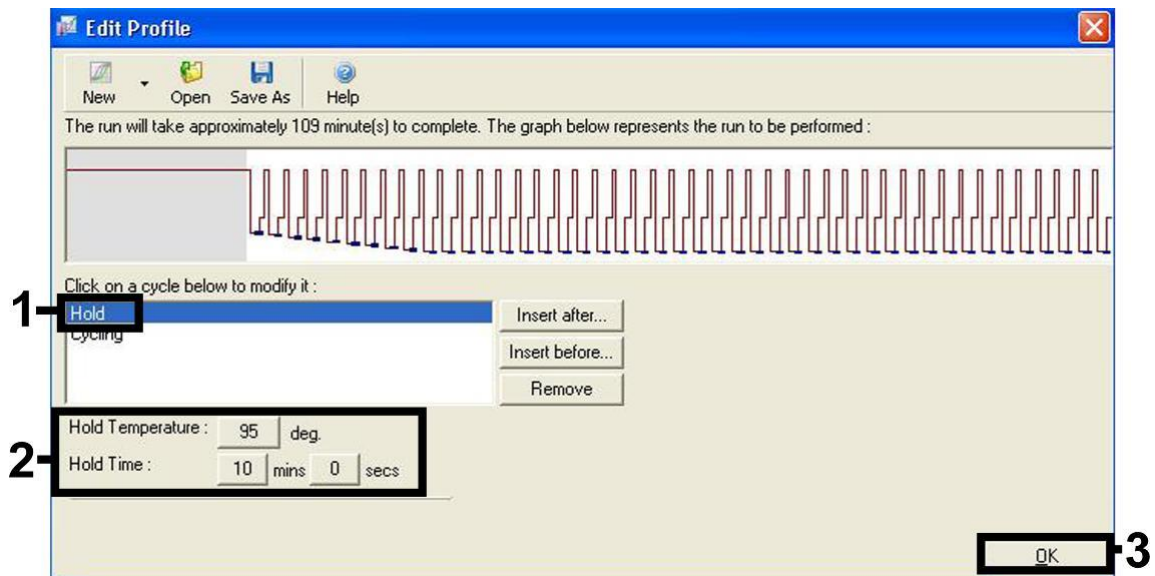 Edit Profile
New Open Save As Help
The run will take approximately 109 minute(s) to complete. The graph below represents the run to be performed :
Click on a cycle below to modify it :
1 Hold Insert after...
Cycling Insert before...
Remove
2
Hold Temperature : 95 deg.
Hold Time : 10 mins 0 secs
OK 3